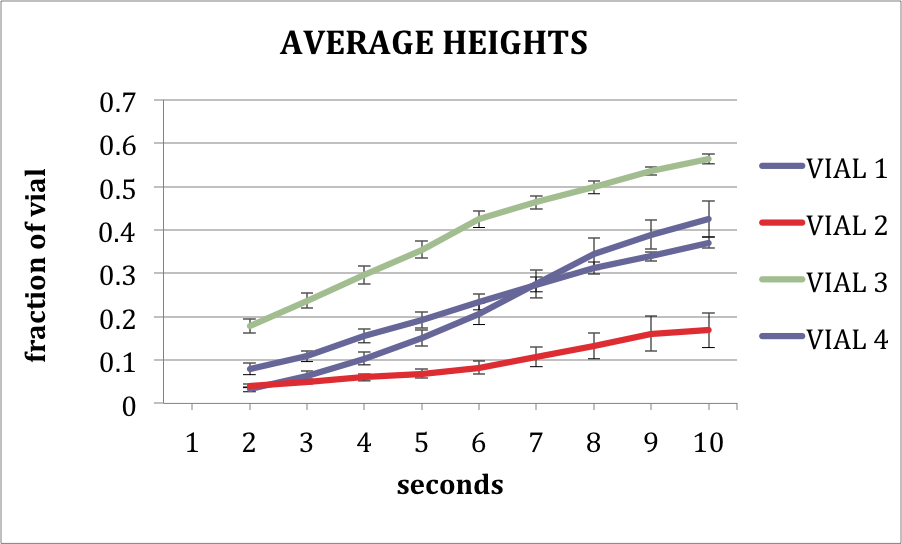 AVERAGE HEIGHTS
0.7
0.6
0.5
0.4
0.3
0.2
0.1
0
fraction of vial
1 2 3 4 5 6 7 8 9 10
seconds
VIAL 1
VIAL 2
VIAL 3
VIAL 4